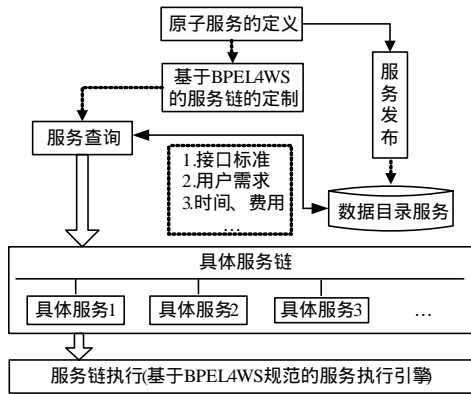 原子服务的定义
基于BPEL4WS
的服务链的定制
服务发布
服务查询
1.接口标准
2.用户需求
3.时间、费用
…
数据目录服务
具体服务链
具体服务1
具体服务2
具体服务3
…
服务链执行(基于BPEL4WS规范的服务执行引擎)